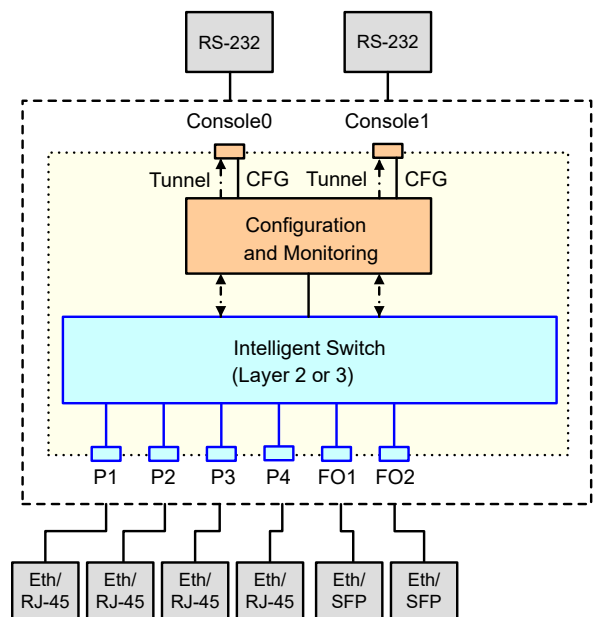 RS-232
RS-232
Console0
Console1
Tunnel
CFG
Tunnel
CFG
Configuration
and Monitoring
Intelligent Switch
(Layer 2 or 3)
P1
P2
P3
P4
FO1
FO2
Eth/
RJ-45
Eth/
RJ-45
Eth/
RJ-45
Eth/
RJ-45
Eth/
SFP
Eth/
SFP